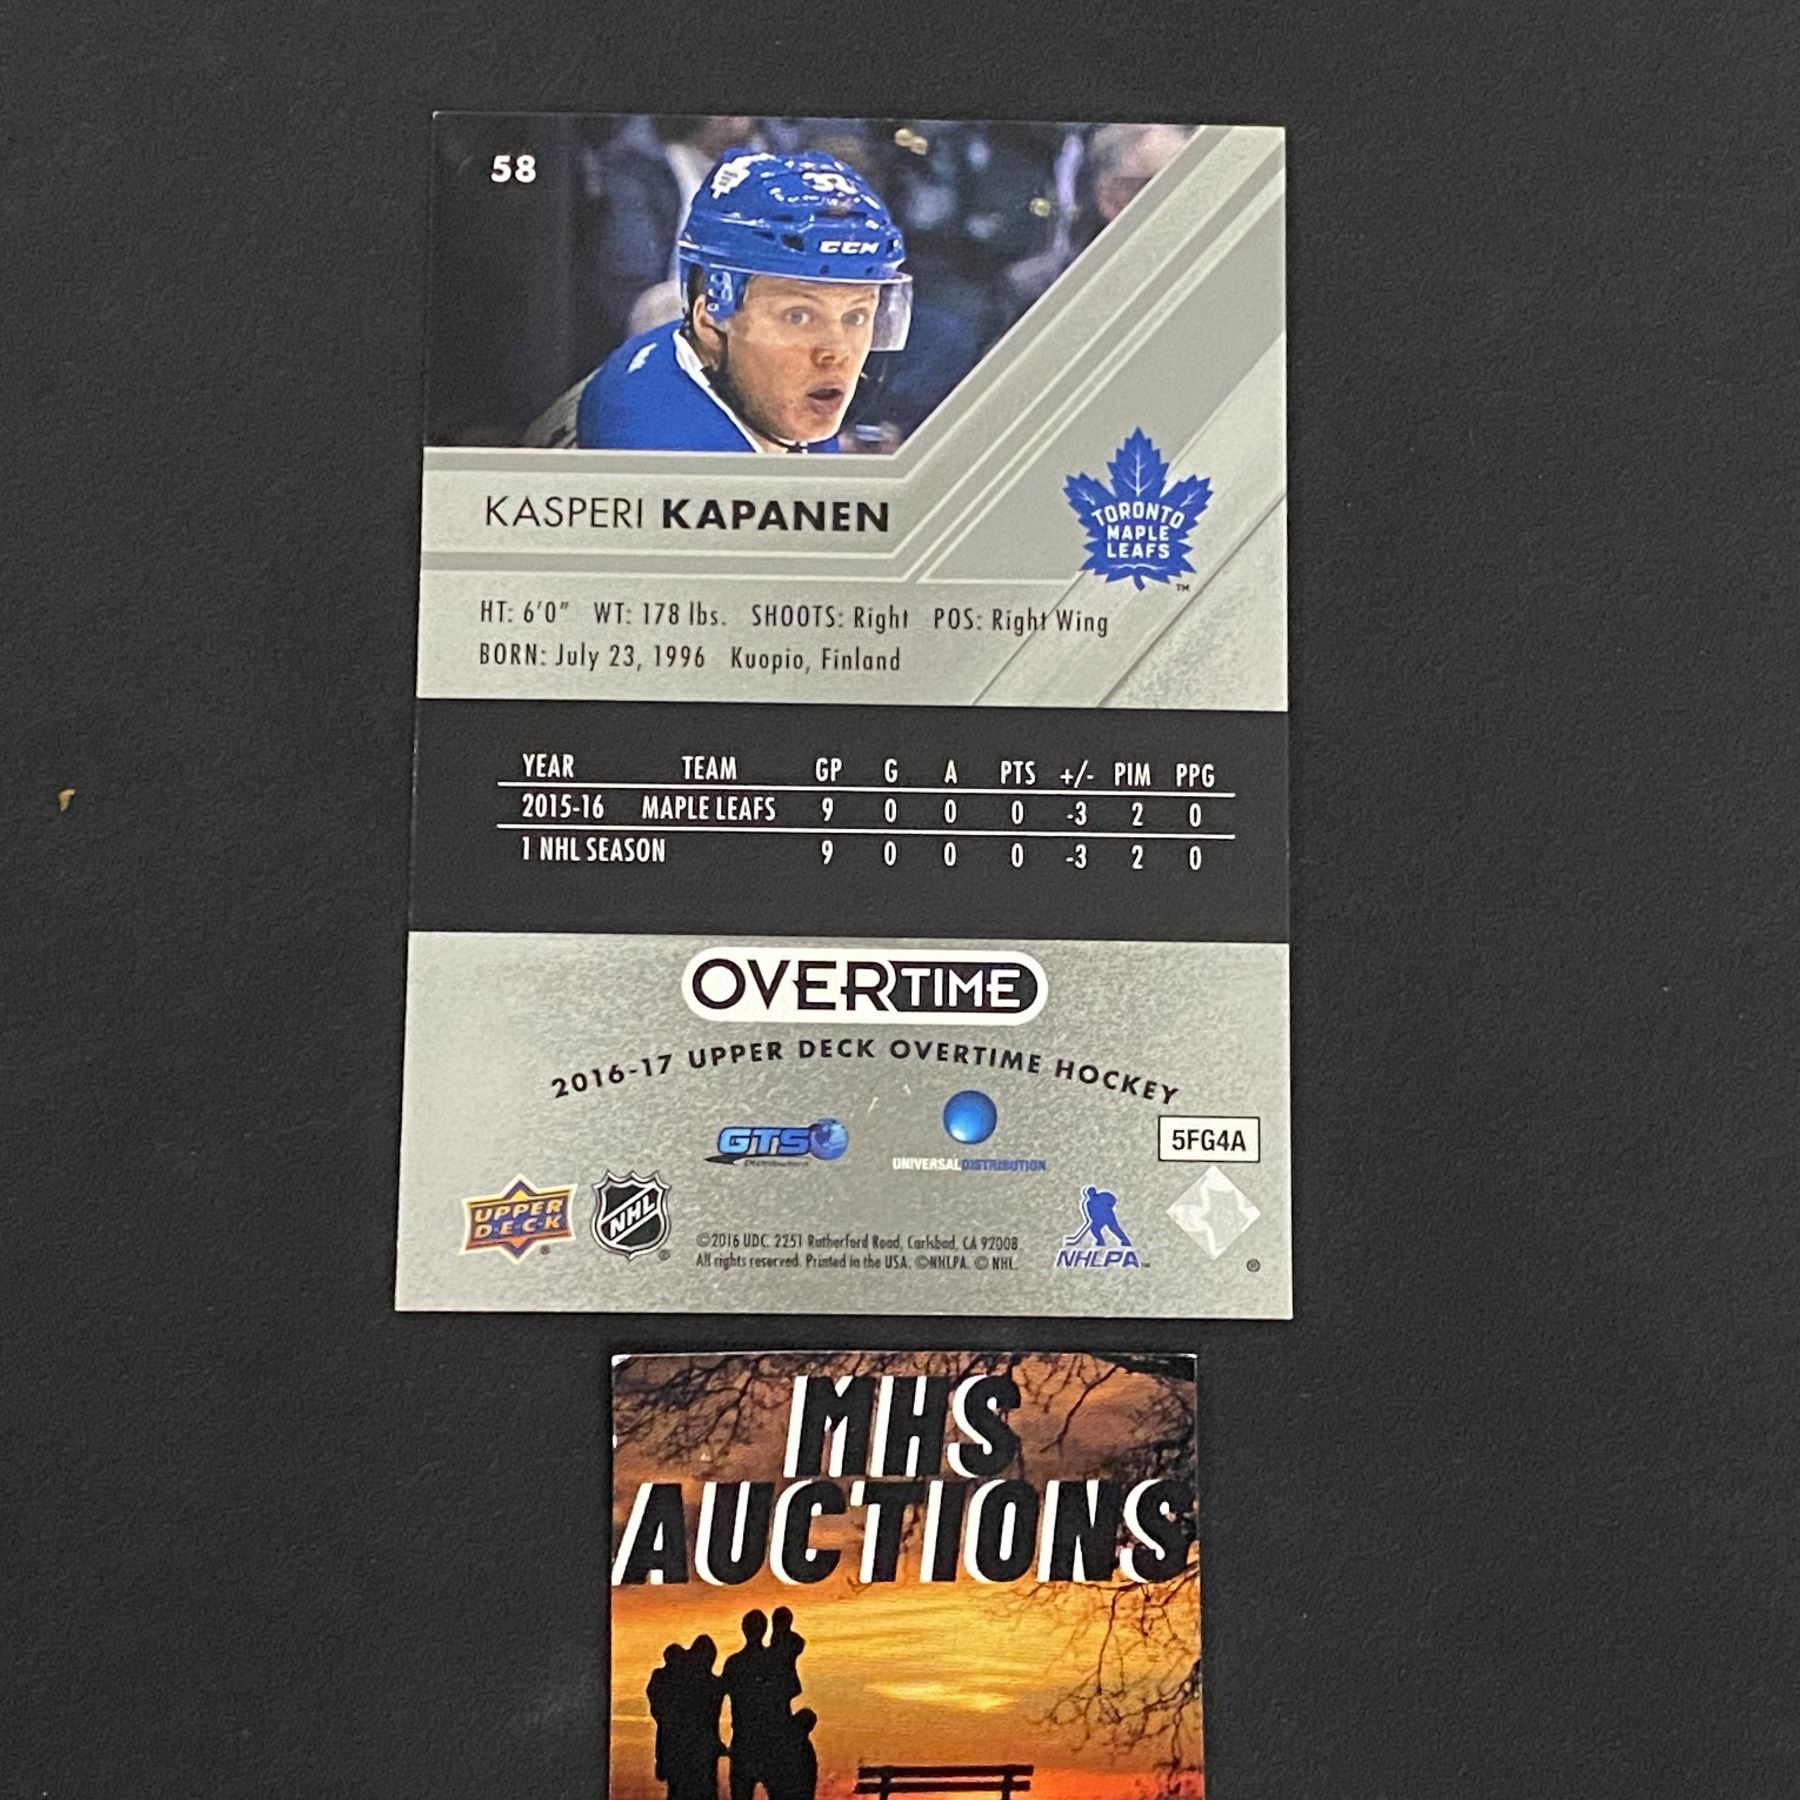 58
CCM
KASPERI KAPANEN
TORONTO
MAPLE
LEAFS
TM
HT: 6'0" WT: 178 lbs. SHOOTS: Right POS: Right Wing
BORN: July 23, 1996 Kuopio, Finland
YEAR TEAM GP G A PTS +/- PIM PPG
2015-16 MAPLE LEAFS 9 0 0 0 -3 2 0
1 NHL SEASON 9 0 0 0 -3 2 0
OVERTIME
2016-17 UPPER DECK OVERTIME HOCKEY
GTS
Distribution
UNIVERSAL DISTRIBUTION
5FG4A
UPPER
D·E·C·K
®
NHL
®
©2016 UDC. 2251 Rutherford Road, Carlsbad, CA 92008.
All rights reserved. Printed in the USA. ©NHLPA. © NHL.
NHLPA
TM
®
MHS
AUCTIONS